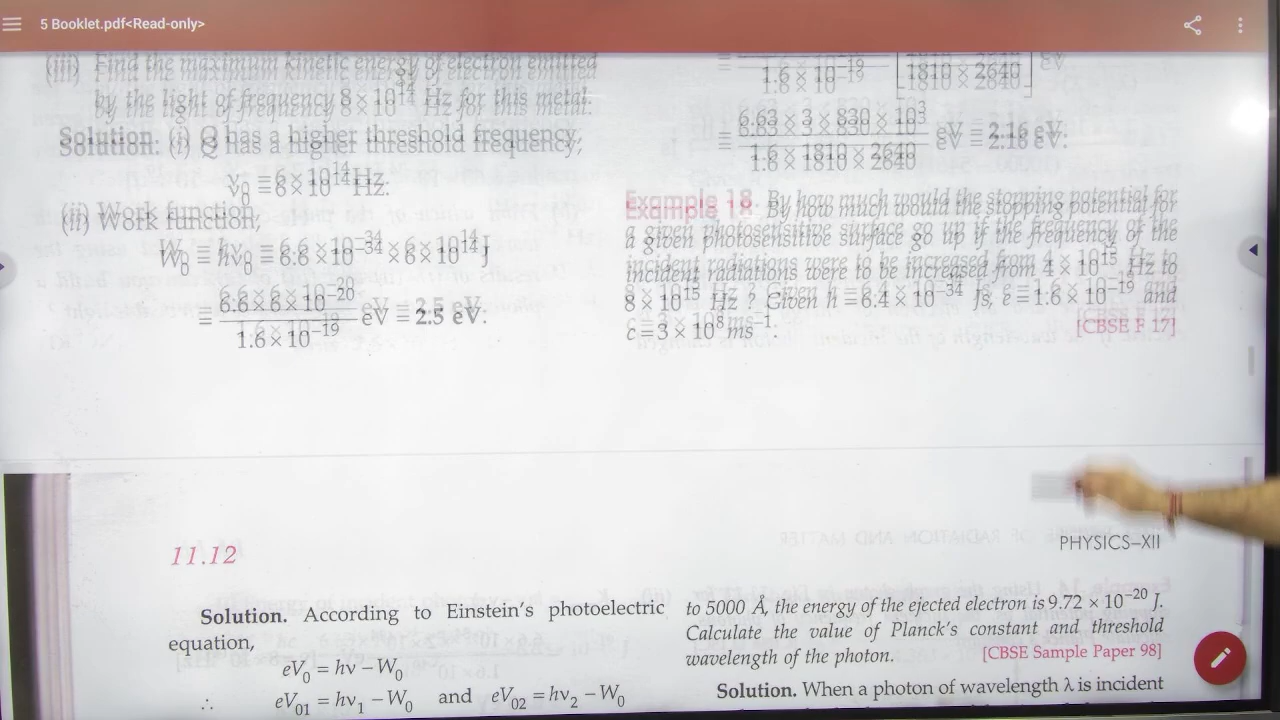 5 Booklet.pdf<Read-only>
(iii) Find the maximum kinetic energy of electron emitted
by the light of frequency 8 × 10¹⁴ Hz for this metal.
Solution. (i) Q has a higher threshold frequency,
ν₀ = 6 × 10¹⁴ Hz.
(ii) Work function,
W₀ = hν₀ = 6.6 × 10⁻³⁴ × 6 × 10¹⁴ J
= 6.6 × 6 × 10⁻²⁰ / 1.6 × 10⁻¹⁹ eV = 2.5 eV.
1.6 × 10⁻¹⁹ 1810 × 2640
= 6.63 × 3 × 830 × 10³ / 1.6 × 1810 × 2640 eV = 2.16 eV.
Example 18. By how much would the stopping potential for
a given photosensitive surface go up if the frequency of the
incident radiations were to be increased from 4 × 10¹⁵ Hz to
8 × 10¹⁵ Hz ? Given h = 6.4 × 10⁻³⁴ Js, e = 1.6 × 10⁻¹⁹ and
c = 3 × 10⁸ ms⁻¹.
[CBSE F 17]
11.12
PHYSICS–XII
Solution. According to Einstein's photoelectric
equation,
eV₀ = hν − W₀
∴ eV₀₁ = hν₁ − W₀ and eV₀₂ = hν₂ − W₀
to 5000 Å, the energy of the ejected electron is 9.72 × 10⁻²⁰ J.
Calculate the value of Planck's constant and threshold
wavelength of the photon. [CBSE Sample Paper 98]
Solution. When a photon of wavelength λ is incident